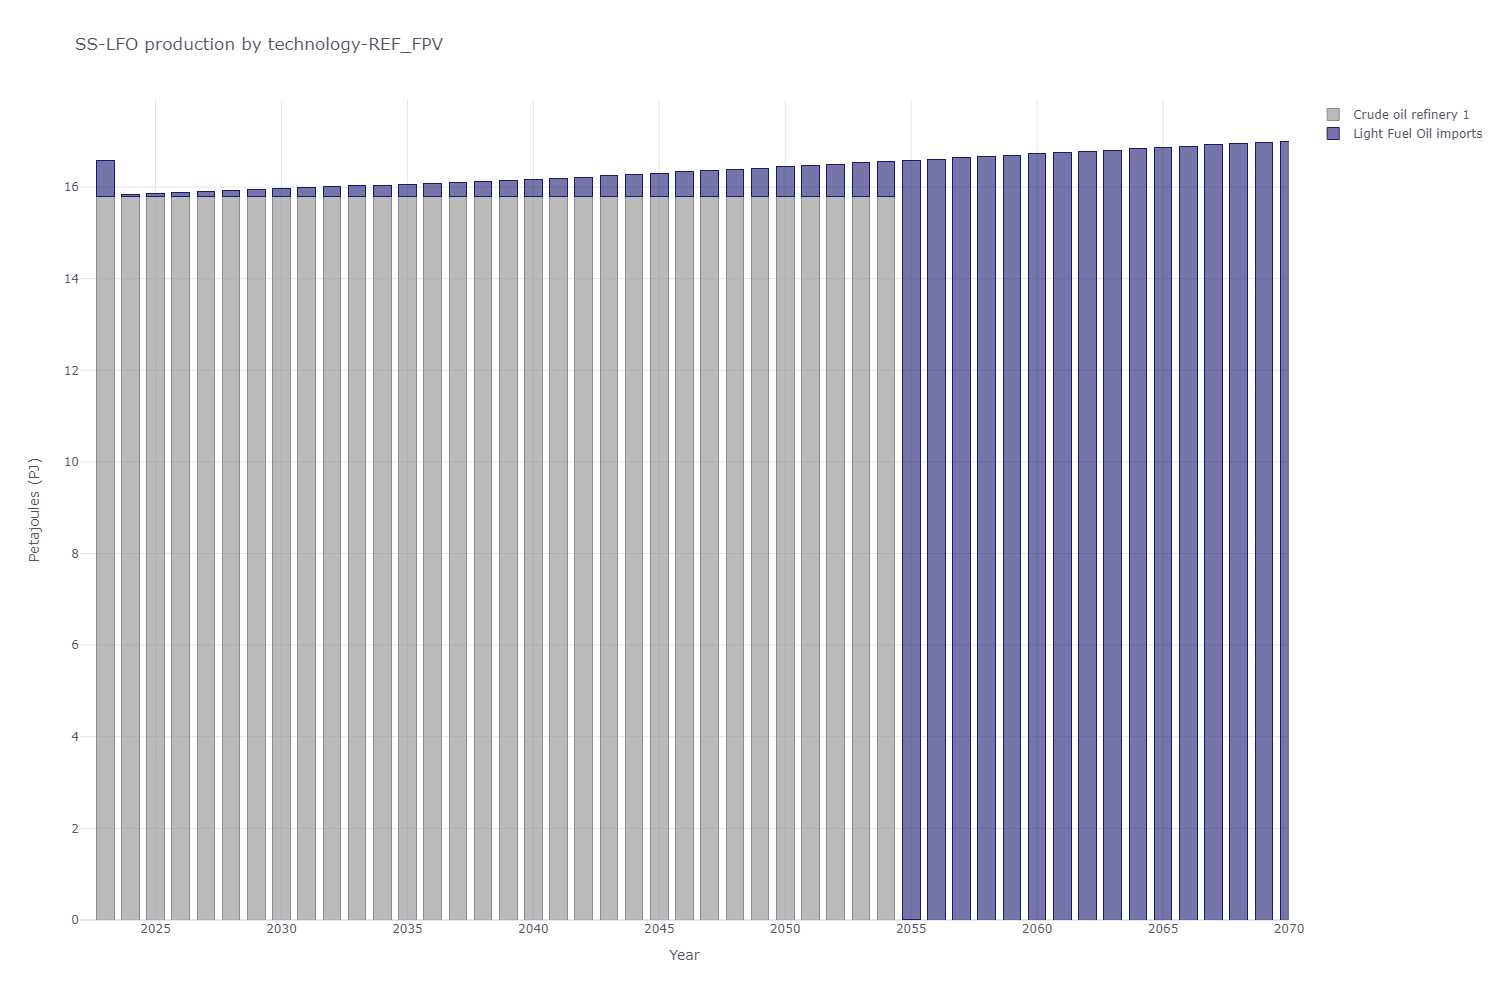 SS-LFO production by technology-REF_FPV
Crude oil refinery 1
Light Fuel Oil imports
16
14
12
10
8
6
4
2
0
Petajoules (PJ)
2025 2030 2035 2040 2045 2050 2055 2060 2065 2070
Year